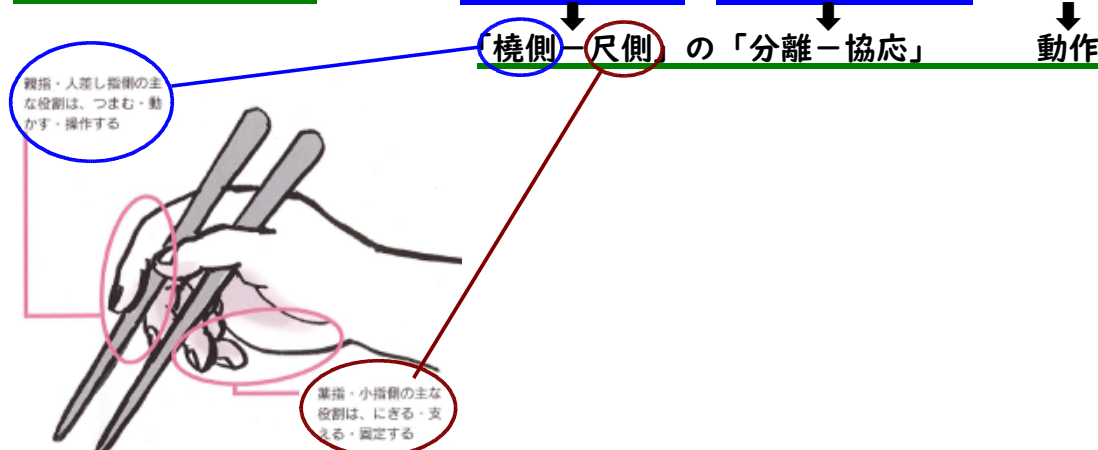 「橈側－尺側」の「分離－協応」　動作
親指・人差し指側の主
な役割は、つまむ・動
かす・操作する
薬指・小指側の主な
役割は、にぎる・支
える・固定する